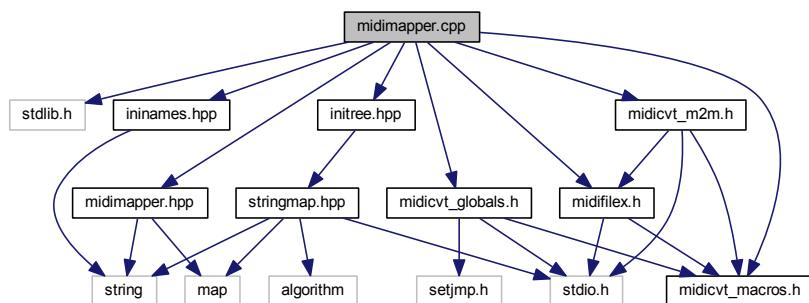 midimapper.cpp
stdlib.h
ininames.hpp
initree.hpp
midicvt_m2m.h
midimapper.hpp
stringmap.hpp
midicvt_globals.h
midifilex.h
string
map
algorithm
setjmp.h
stdio.h
midicvt_macros.h